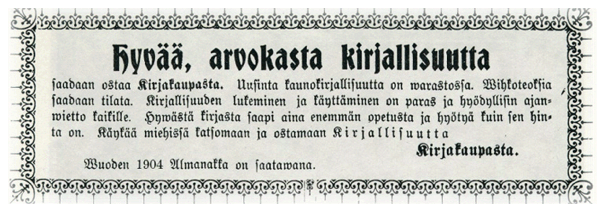 Hyvää, arvokasta kirjallisuutta
saadaan ostaa Kirjakaupasta. Uusinta kaunokirjallisuutta on warastossa. Wihkoteoksia
saadaan tilata. Kirjallisuuden lukeminen ja käyttäminen on paras ja hyödyllisin ajan-
wietto kaikille. Hywästä kirjasta saapi aina enemmän opetusta ja hyötyä kuin sen hin-
ta on. Käykää miehissä katsomaan ja ostamaan Kirjallisuutta
Kirjakaupasta.
Wuoden 1904 Almanakka on saatawana.